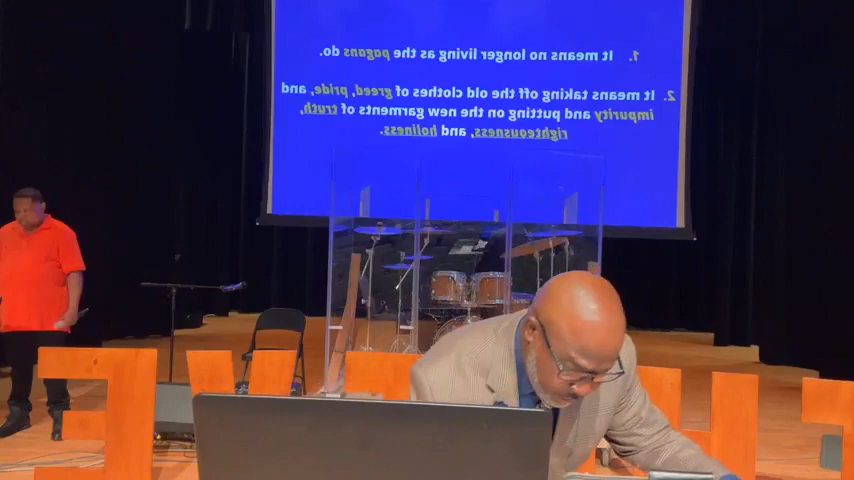 1. It means no longer living as the pagans do.
2. It means taking off the old clothes of greed, pride, and
impurity and putting on the new garments of truth,
righteousness, and holiness.